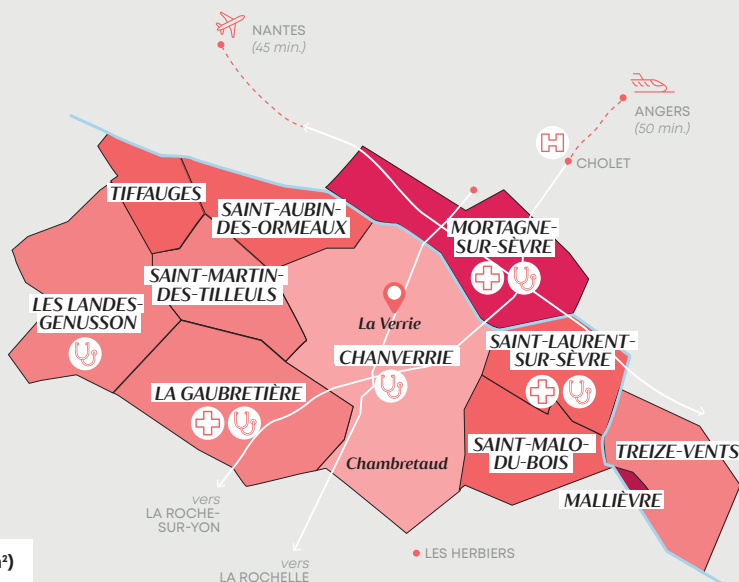 NANTES
(45 min.)
ANGERS
(50 min.)
H
CHOLET
TIFFAUGES
SAINT-AUBIN-
DES-ORMEAUX
MORTAGNE-
SUR-SÈVRE
SAINT-MARTIN-
DES-TILLEULS
LES LANDES-
GENUSSON
La Verrie
SAINT-LAURENT-
SUR-SÈVRE
CHANVERRIE
LA GAUBRETIÈRE
SAINT-MALO-
DU-BOIS
TREIZE-VENTS
Chambretaud
MALLIÈVRE
vers
LA ROCHE-
SUR-YON
LES HERBIERS
vers
LA ROCHELLE
²)